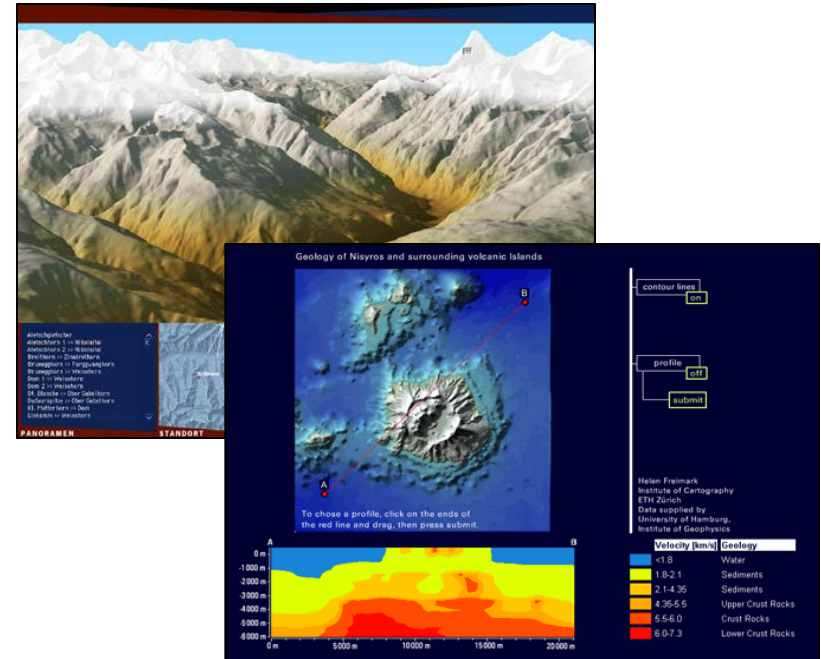 Aletschgletscher
Aletschhorn 1 >> Nikolaital
Aletschhorn 2 >> Nikolaital
Breithorn >> Zinalrothorn
Brunegghorn >> Furggwanghorn
Brunegghorn >> Weisshorn
Dom 1 >> Weisshorn
Dom 2 >> Weisshorn
Dt. Blanche >> Ober Gabelhorn
Dufourspitze >> Ober Gabelhorn
Kl. Matterhorn >> Dom
Liskamm >> Weisshorn
PANORAMEN
STANDORT
Geology of Nisyros and surrounding volcanic Islands
B
A
To chose a profile, click on the ends of
the red line and drag, then press submit.
contour lines
on
profile
off
submit
Helen Freimark
Institute of Cartography
ETH Zürich
Data supplied by
University of Hamburg,
Institute of Geophysics
A B
0 m
-1000 m
-2000 m
-3000 m
-4000 m
-5000 m
-6000 m
0 m 5000 m 10000 m 15000 m 20000 m
Velocity [km/s] Geology
<1.8 Water
1.8-2.1 Sediments
2.1-4.35 Sediments
4.35-5.5 Upper Crust Rocks
5.5-6.0 Crust Rocks
6.0-7.3 Lower Crust Rocks